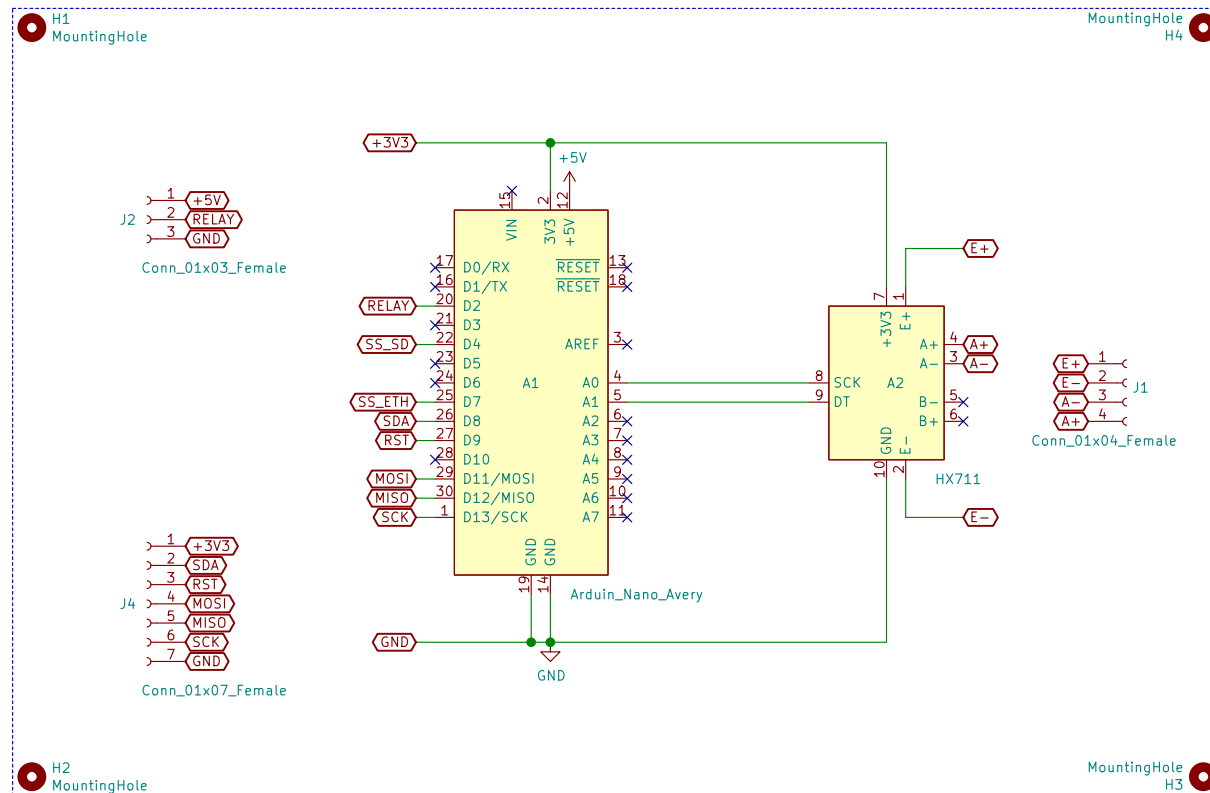 H1
MountingHole
MountingHole
H4
+3V3
+5V
15
2
12
VIN
3V3
+5V
1
+5V
J2
2
RELAY
3
GND
Conn_01x03_Female
17
D0/RX
RESET
13
16
D1/TX
RESET
18
RELAY
20
D2
21
D3
SS_SD
22
D4
AREF
3
23
D5
24
D6
A1
A0
4
SS_ETH
25
D7
A1
5
SDA
26
D8
A2
6
RST
27
D9
A3
7
28
D10
A4
8
MOSI
29
D11/MOSI
A5
9
MISO
30
D12/MISO
A6
10
SCK
1
D13/SCK
A7
11
GND
GND
19
14
Arduin_Nano_Avery
GND
GND
E+
7
1
+3V3
E+
A+
4
A+
A-
3
A-
8
SCK
A2
9
DT
B-
5
B+
6
GND
E-
10
2
HX711
E-
E+
1
E-
2
J1
A-
3
A+
4
Conn_01x04_Female
1
+3V3
2
SDA
3
RST
J4
4
MOSI
5
MISO
6
SCK
7
GND
Conn_01x07_Female
H2
MountingHole
MountingHole
H3